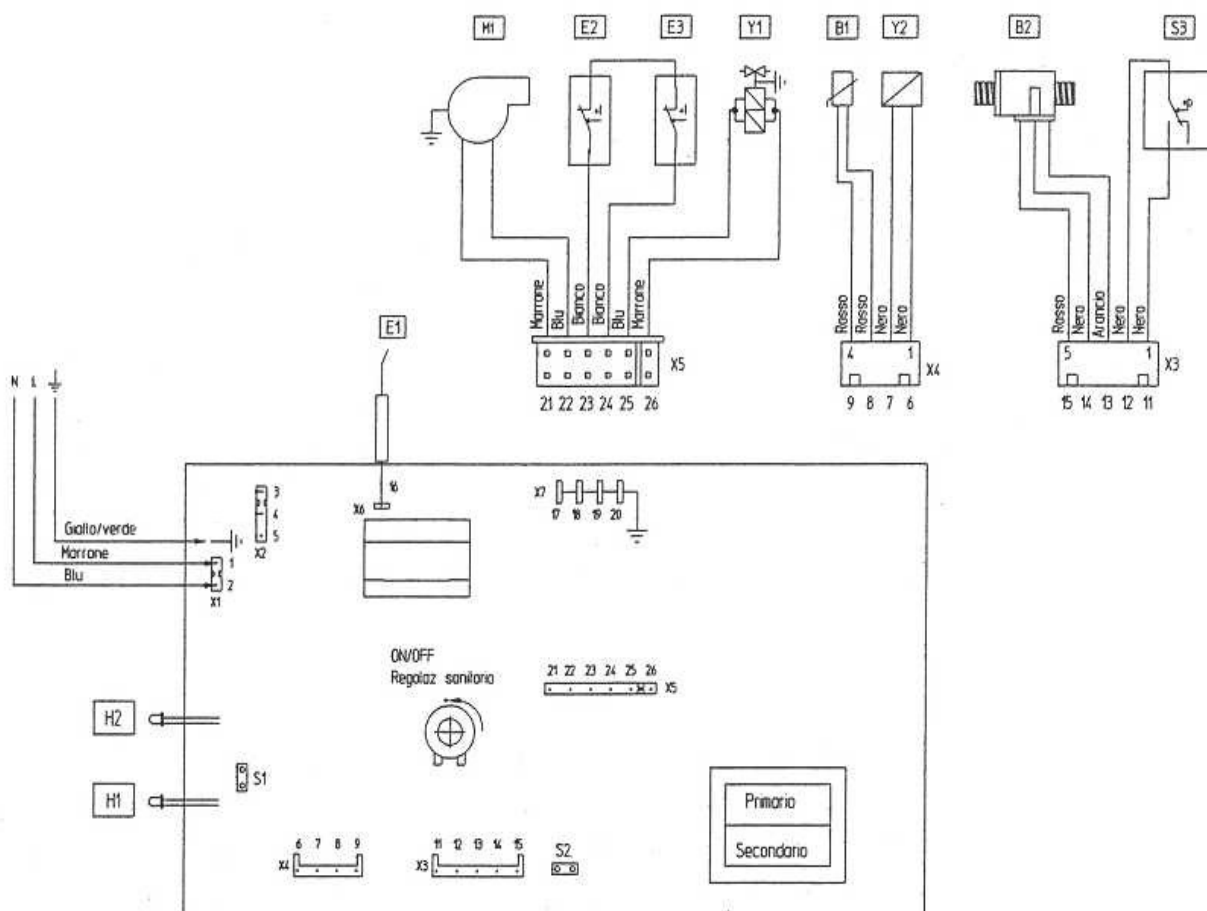 M1 E2 E3 Y1 B1 Y2 B2 S3
Marrone
Blu
Bianco
Bianco
Blu
Marrone
Rosso
Rosso
Nero
Nero
Rosso
Nero
Arancio
Nero
Nero
E1
X5
4 1
X4
5 1
X3
21 22 23 24 25 26
9 8 7 6
15 14 13 12 11
N L
16
X6
3
4
5
X2
X7
17 18 19 20
Giallo/verde
Marrone
Blu
1
2
X1
ON/OFF
Regolaz sanitario
21 22 23 24 25 26
X5
H2
H1
S1
Primario
Secondario
6 7 8 9
X4
11 12 13 14 15
X3
S2